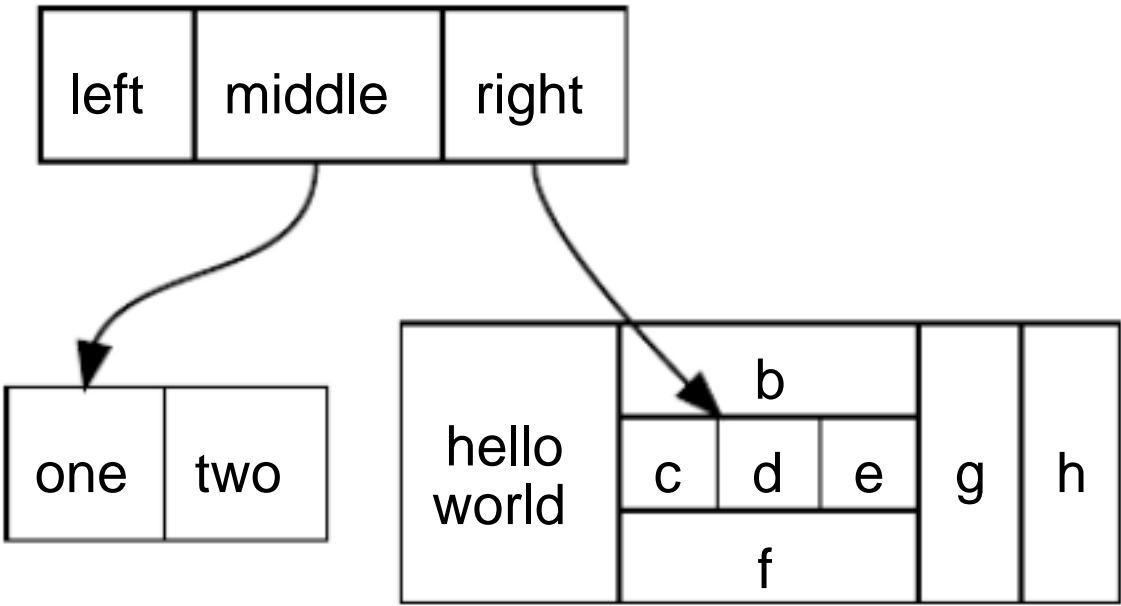 left middle right
one two
hello
world
b
c d e
f
g h